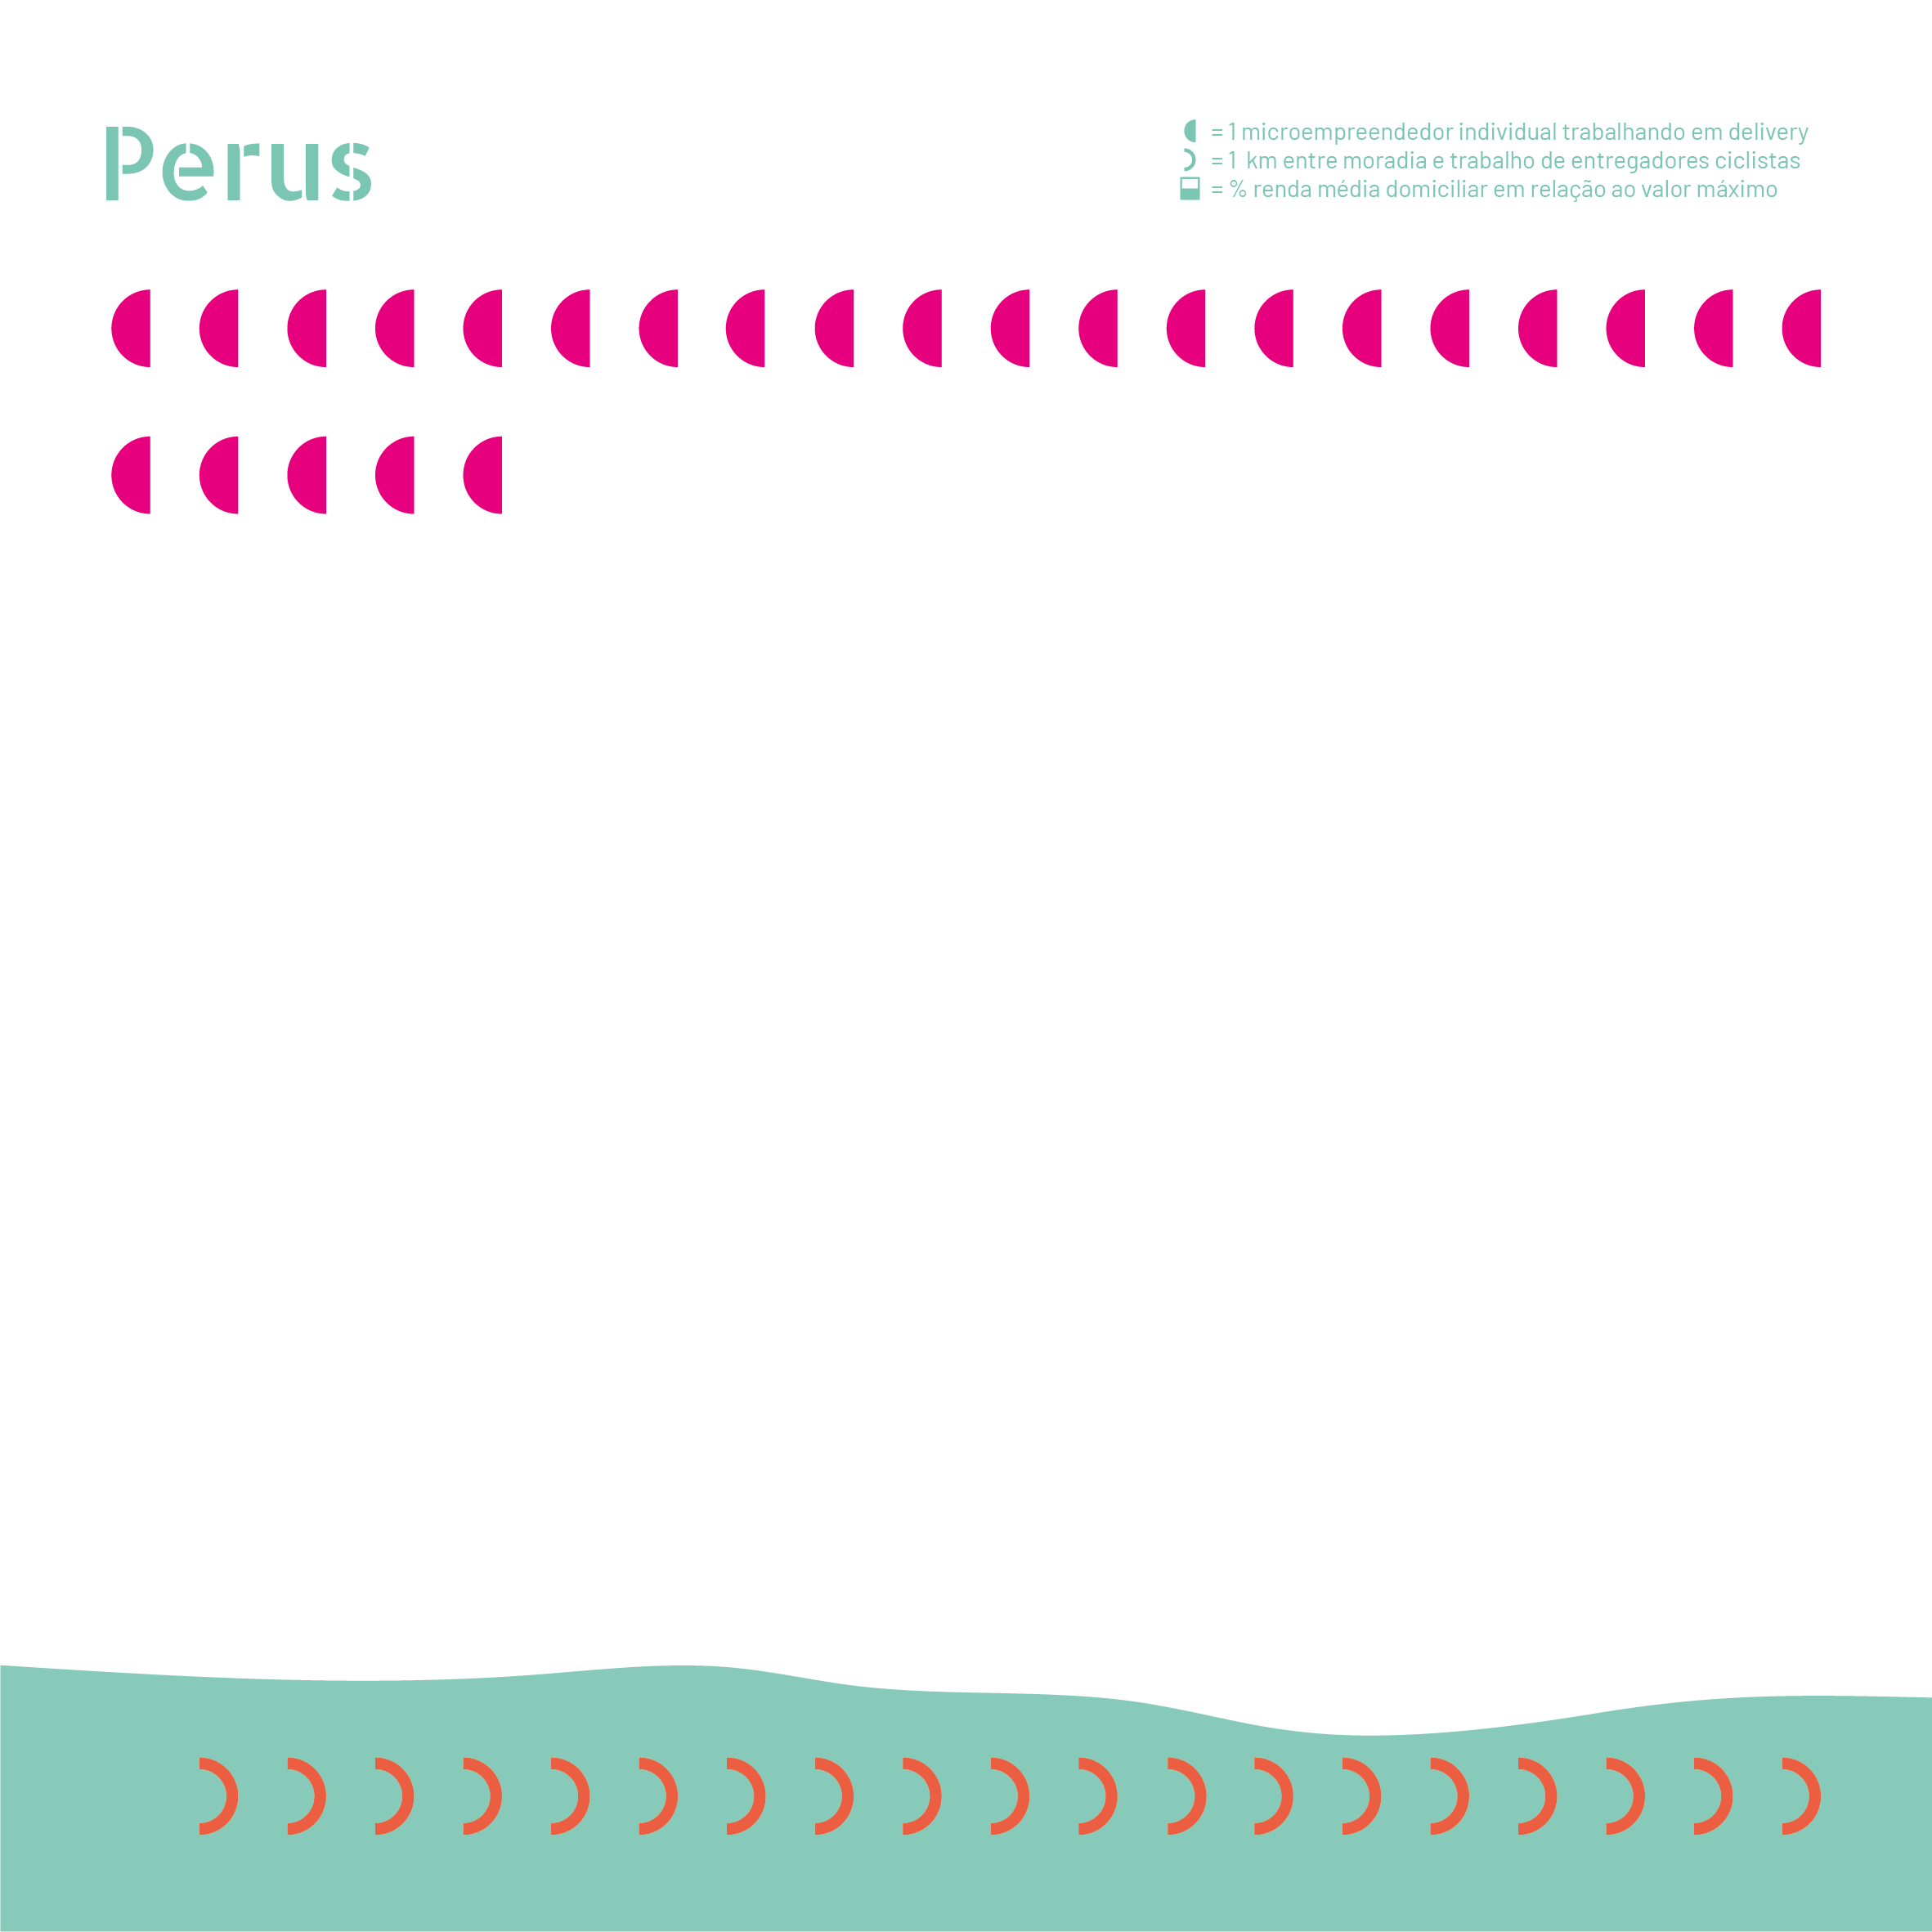 Perus
= 1 microempreendedor individual trabalhando em delivery
= 1 km entre moradia e trabalho de entregadores ciclistas
= % renda média domiciliar em relação ao valor máximo